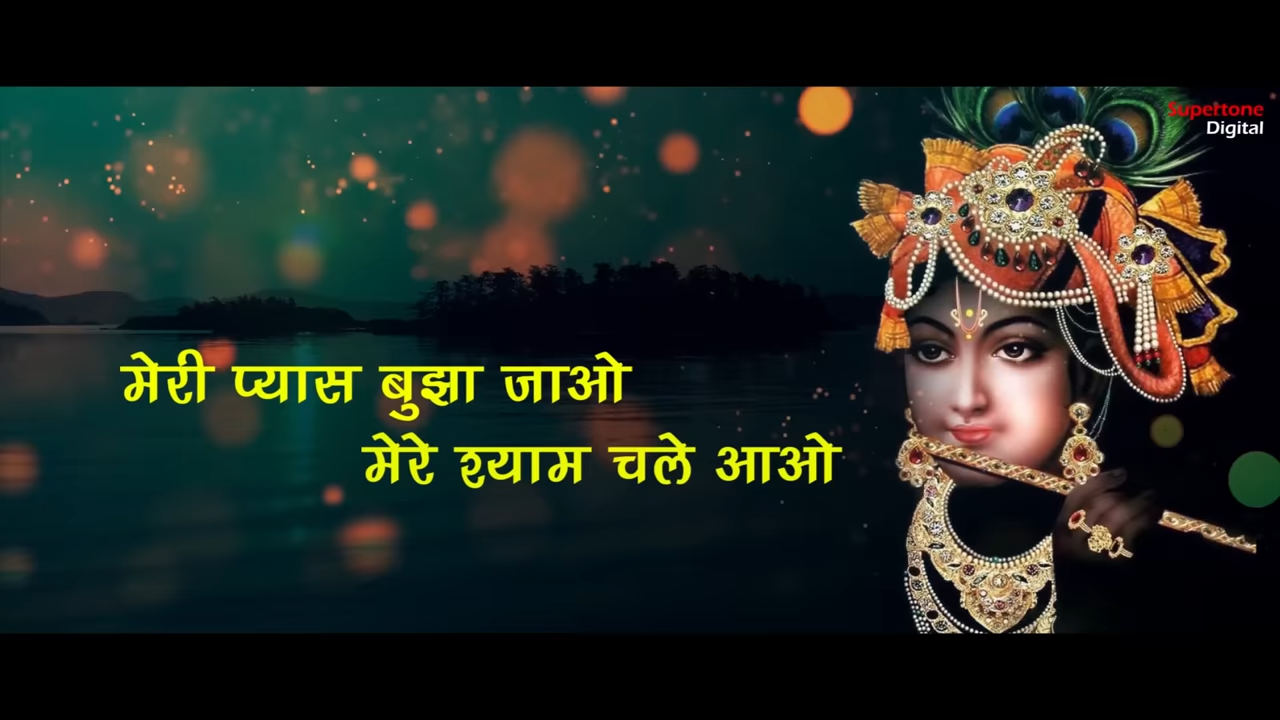 Supertone
Digital
मेरी प्यास बुझा जाओ
मेरे श्याम चले आओ